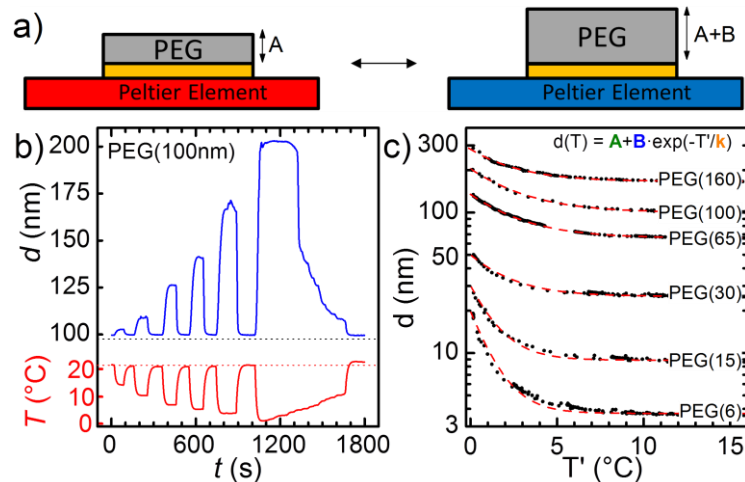 a)
PEG
A
Peltier Element
PEG
A+B
Peltier Element
b)
PEG(100nm)
d (nm)
200
175
150
125
100
T (°C)
20
10
0
0 600 1200 1800
t (s)
c)
d(T) = A+B·exp(-T'/k)
d (nm)
300
100
10
3
PEG(160)
PEG(100)
PEG(65)
PEG(30)
PEG(15)
PEG(6)
0 5 10 15
T' (°C)